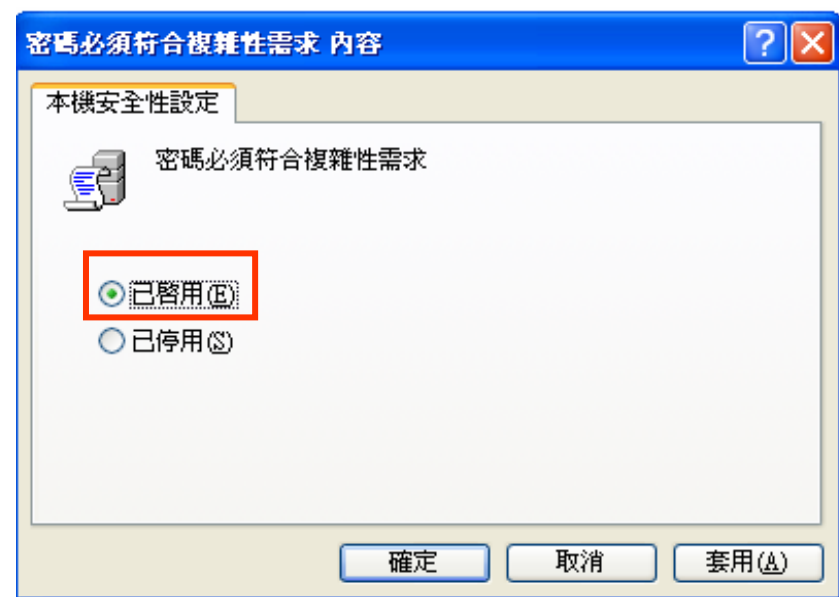 密碼必須符合複雜性需求 內容
本機安全性設定
密碼必須符合複雜性需求
已啓用(E)
已停用(S)
確定 取消 套用(A)